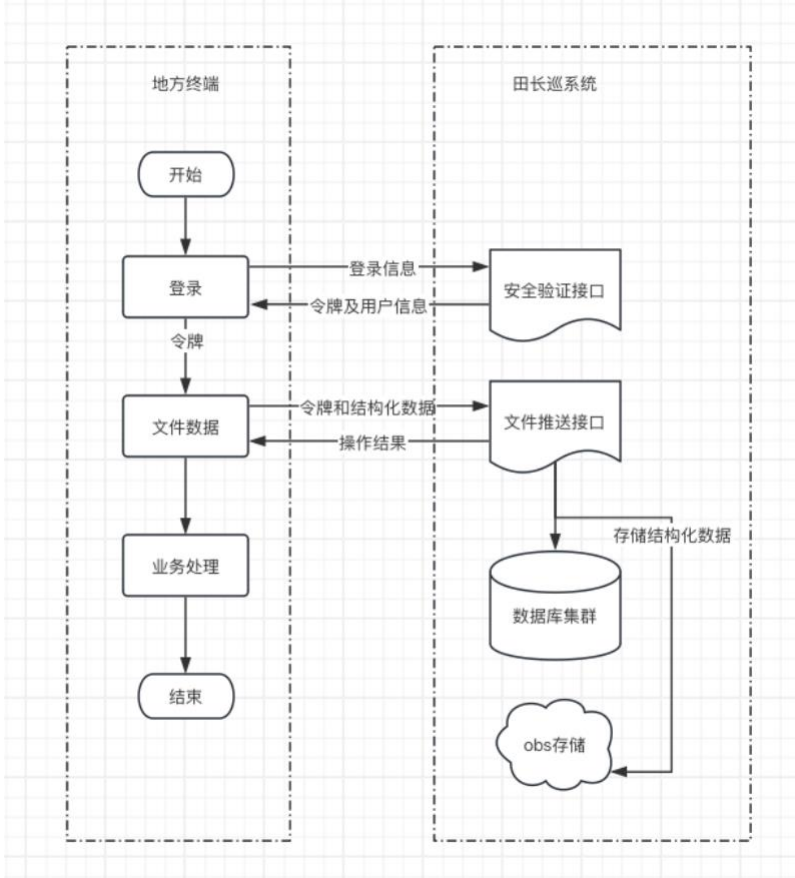 地方终端
田长巡系统
开始
登录
登录信息
安全验证接口
令牌及用户信息
令牌
文件数据
令牌和结构化数据
文件推送接口
操作结果
存储结构化数据
业务处理
数据库集群
结束
obs存储